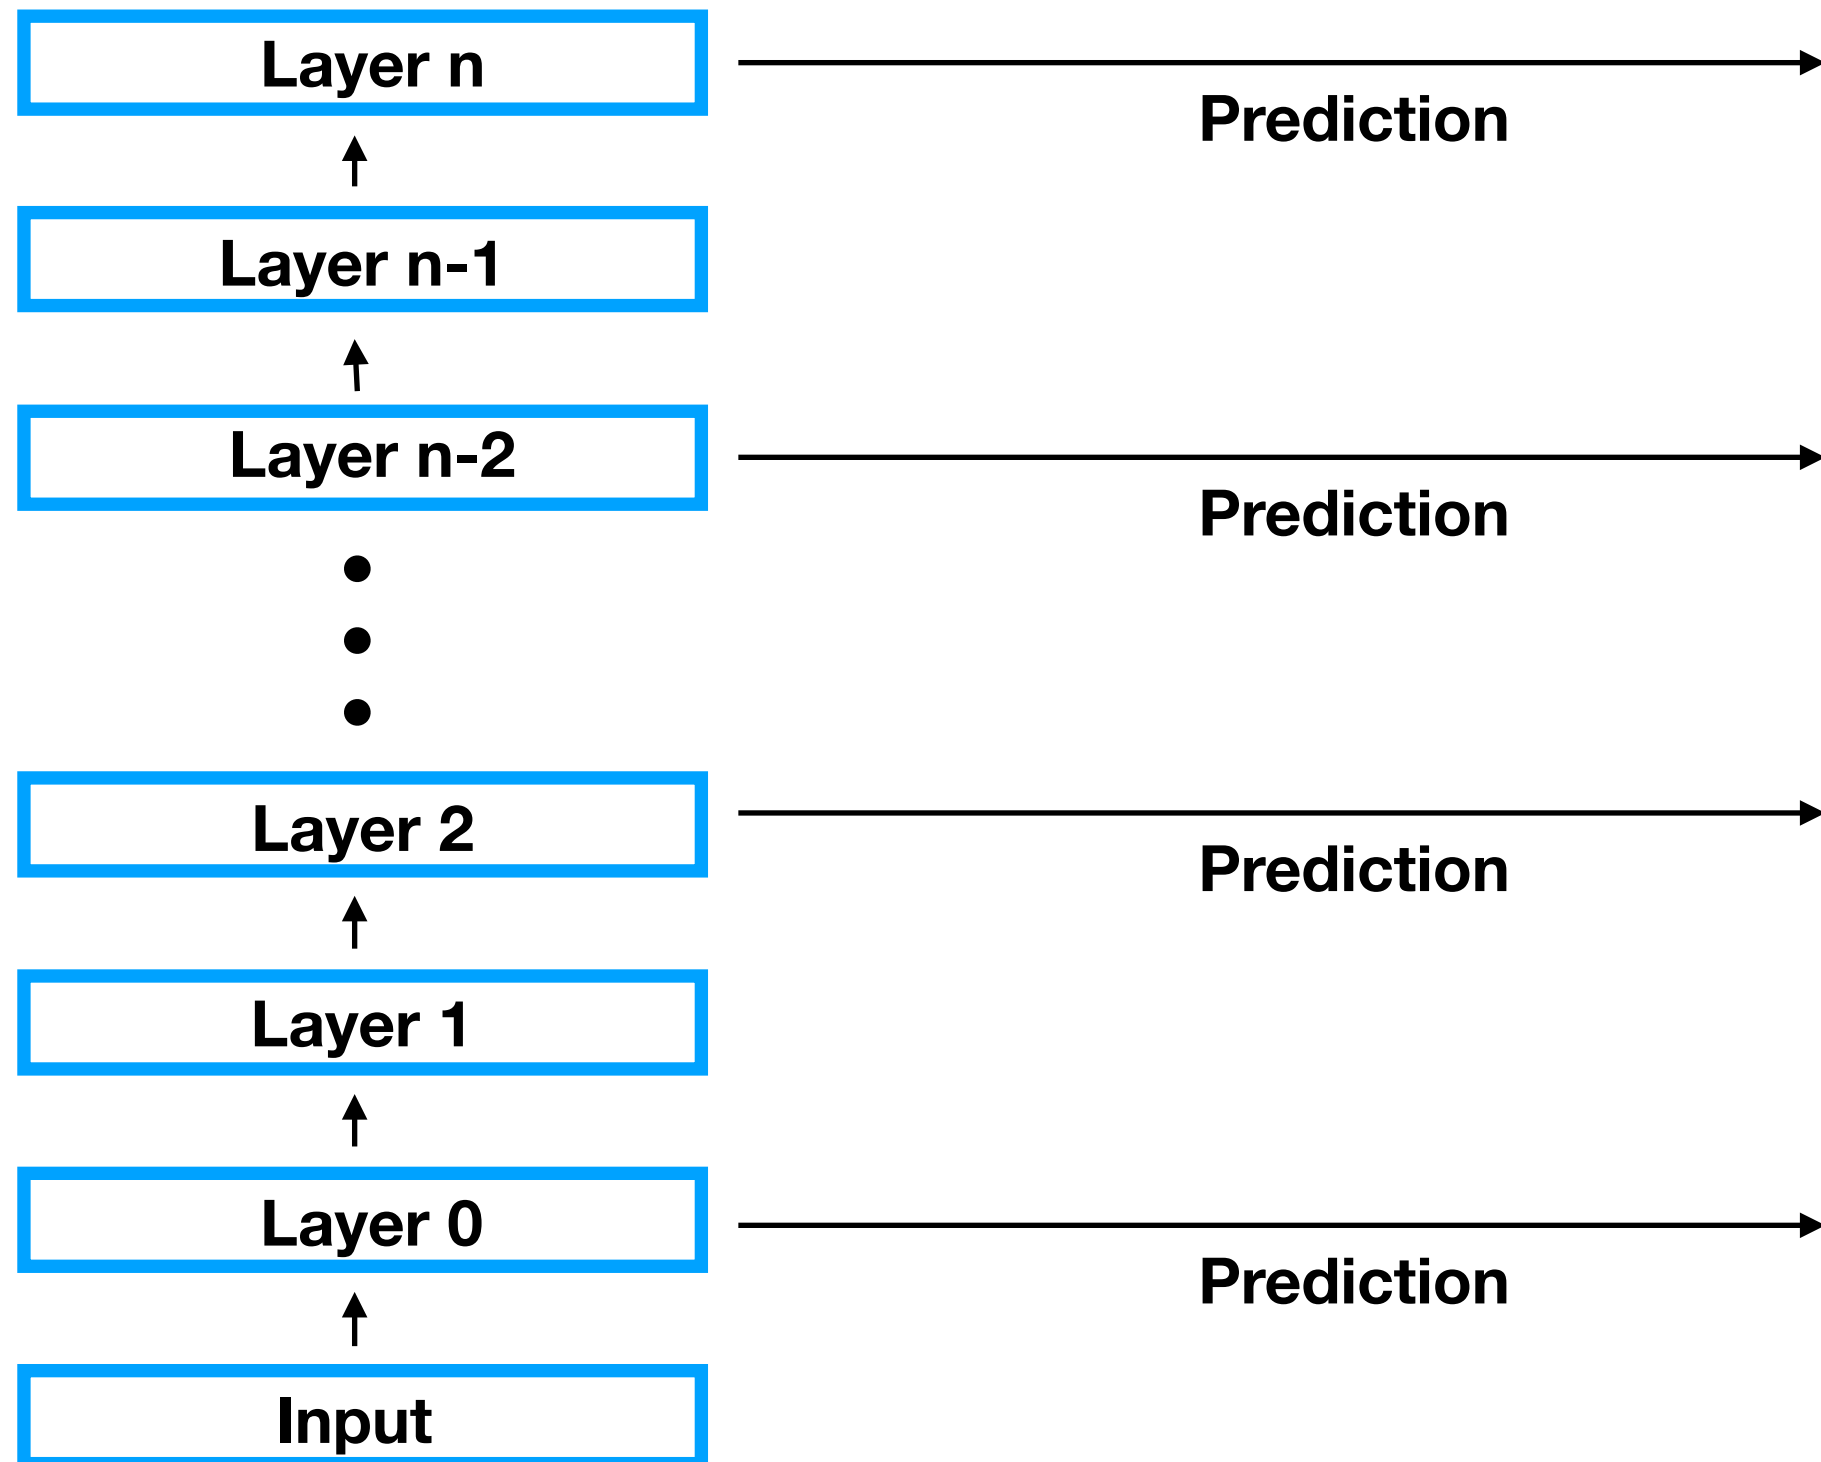 Layer n
Prediction
Layer n-1
Layer n-2
Prediction
Layer 2
Prediction
Layer 1
Layer 0
Prediction
Input